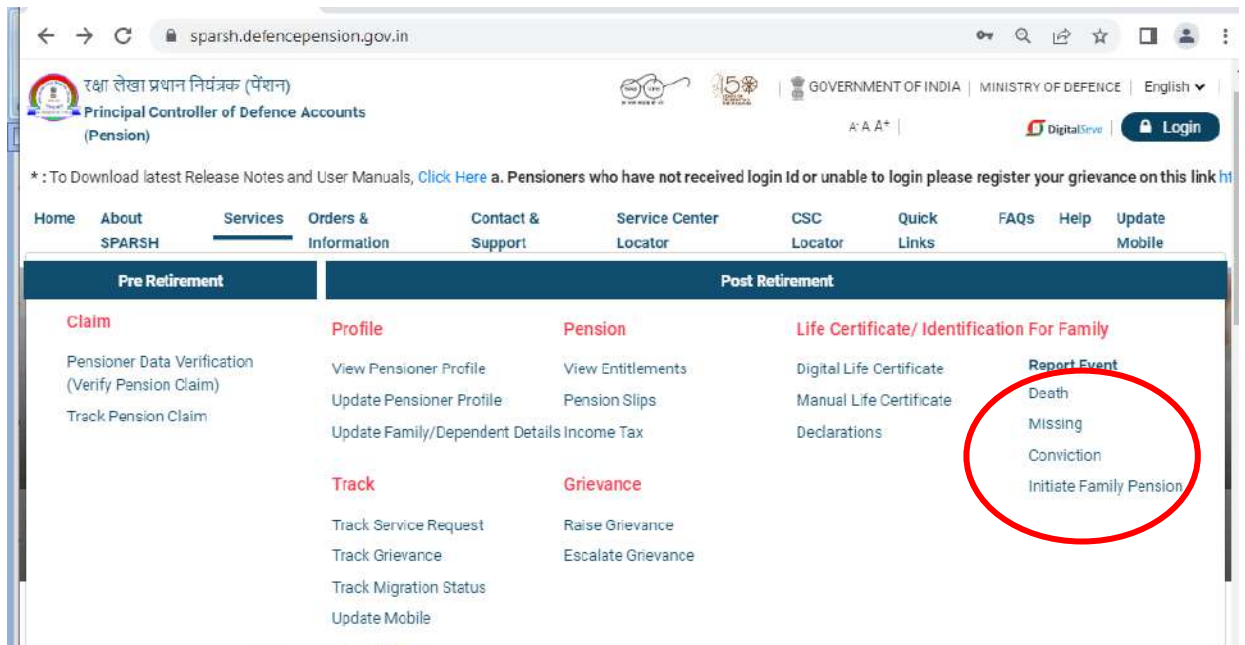 sparsh.defencepension.gov.in
रक्षा लेखा प्रधान नियंत्रक (पेंशन)
Principal Controller of Defence Accounts
(Pension)
GOVERNMENT OF INDIA | MINISTRY OF DEFENCE | English
A- A A+ |
DigitalSeva | Login
* : To Download latest Release Notes and User Manuals, Click Here a. Pensioners who have not received login Id or unable to login please register your grievance on this link
Home About SPARSH Services Orders & Information Contact & Support Service Center Locator CSC Locator Quick Links FAQs Help Update Mobile
Pre Retirement
Claim
Pensioner Data Verification
(Verify Pension Claim)
Track Pension Claim
Post Retirement
Profile
View Pensioner Profile
Update Pensioner Profile
Update Family/Dependent Details
Pension
View Entitlements
Pension Slips
Income Tax
Life Certificate/ Identification For Family
Digital Life Certificate
Manual Life Certificate
Declarations
Report Event
Death
Missing
Conviction
Initiate Family Pension
Track
Track Service Request
Track Grievance
Track Migration Status
Update Mobile
Grievance
Raise Grievance
Escalate Grievance